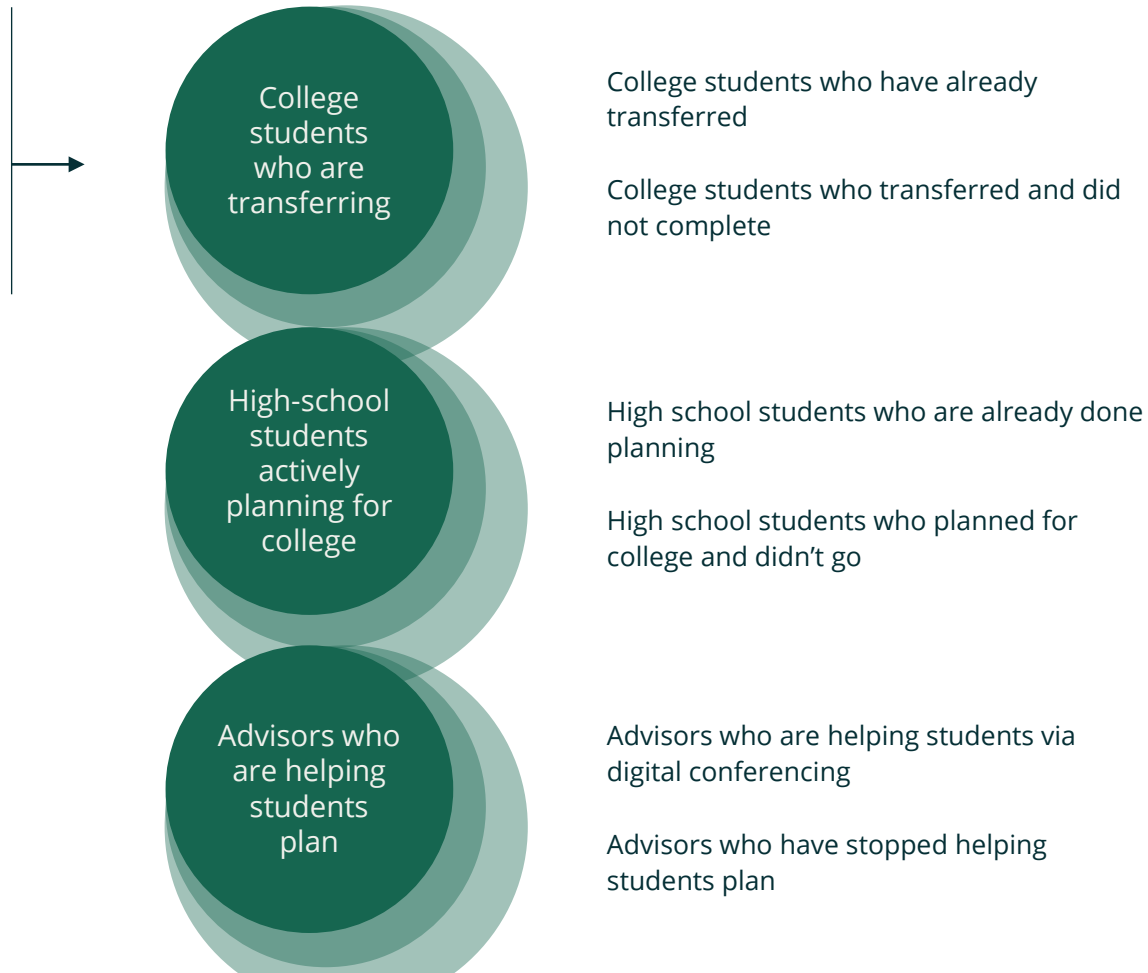 College
students
who are
transferring
College students who have already
transferred
College students who transferred and did
not complete
High-school
students
actively
planning for
college
High school students who are already done
planning
High school students who planned for
college and didn’t go
Advisors who
are helping
students
plan
Advisors who are helping students via
digital conferencing
Advisors who have stopped helping
students plan